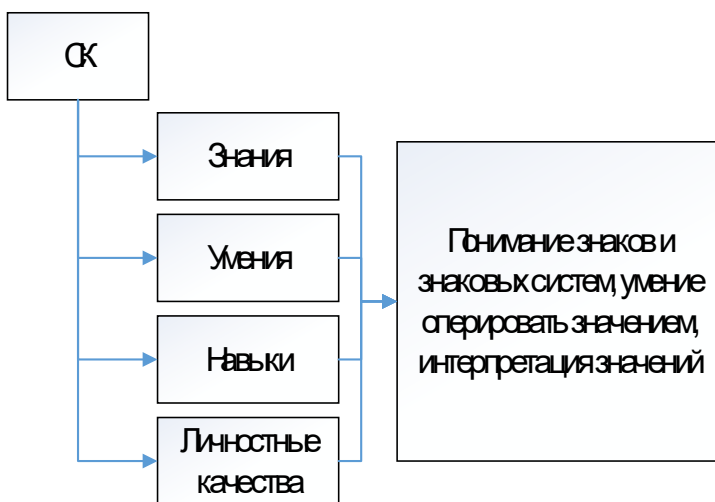 СК
Знания
Умения
Навыки
Личностные
качества
Понимание знаков и
знаковых систем, умение
оперировать значением,
интерпретация значений